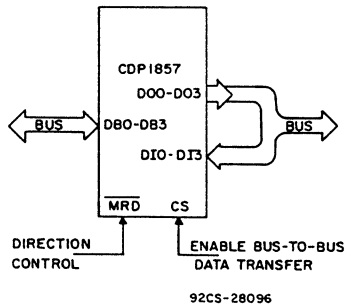 CDP1857
DO0-DO3
BUS
DB0-DB3
BUS
DI0-DI3
MRD
CS
DIRECTION
CONTROL
ENABLE BUS-TO-BUS
DATA TRANSFER
92CS-28096